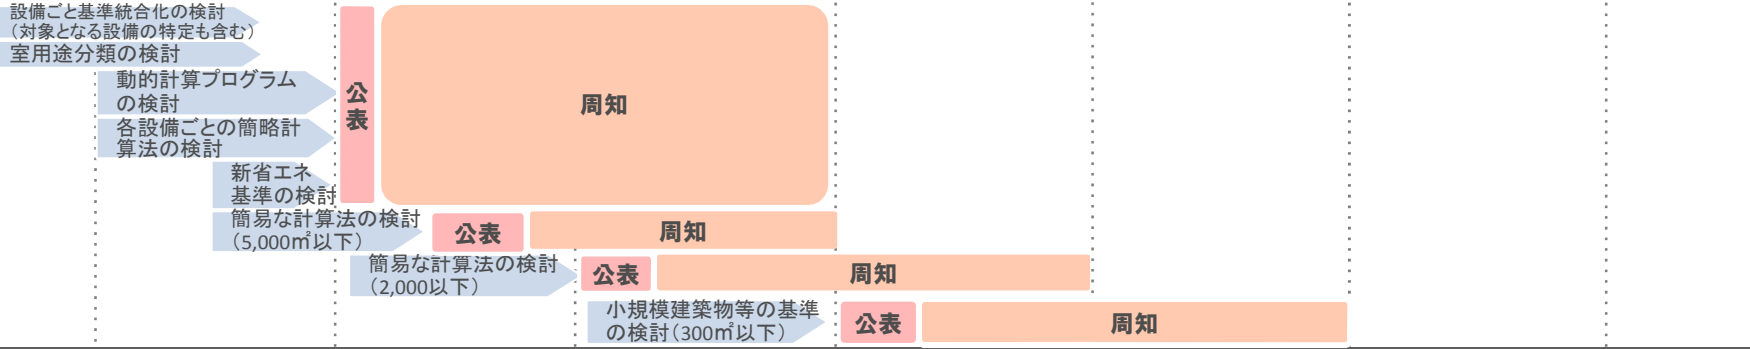 設備ごと基準統合化の検討
（対象となる設備の特定も含む）
室用途分類の検討
動的計算プログラム
の検討
各設備ごとの簡略計
算法の検討
新省エネ
基準の検討
公
表
周知
簡易な計算法の検討
（5,000㎡以下）
公表
周知
簡易な計算法の検討
（2,000以下）
公表
周知
小規模建築物等の基準
の検討（300㎡以下）
公表
周知